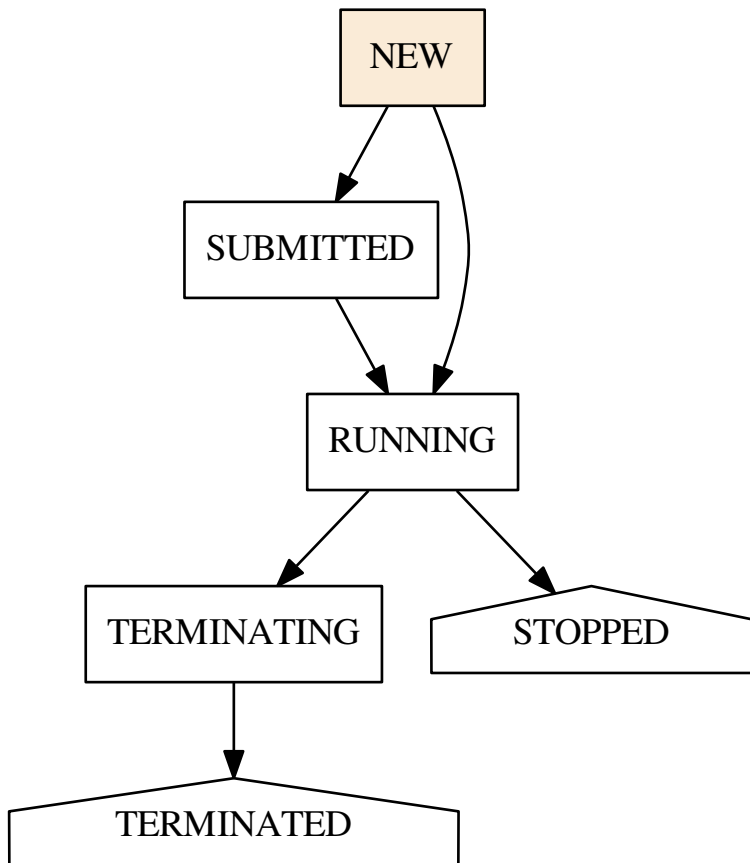 NEW
SUBMITTED
RUNNING
TERMINATING
STOPPED
TERMINATED